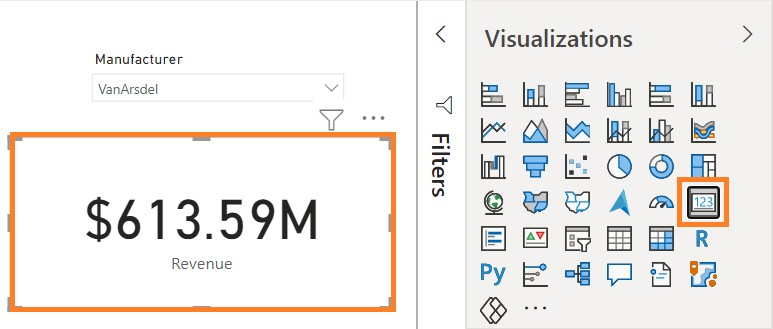 Manufacturer
VanArsdel
$613.59M
Revenue
Filters
Visualizations
123
R
Py